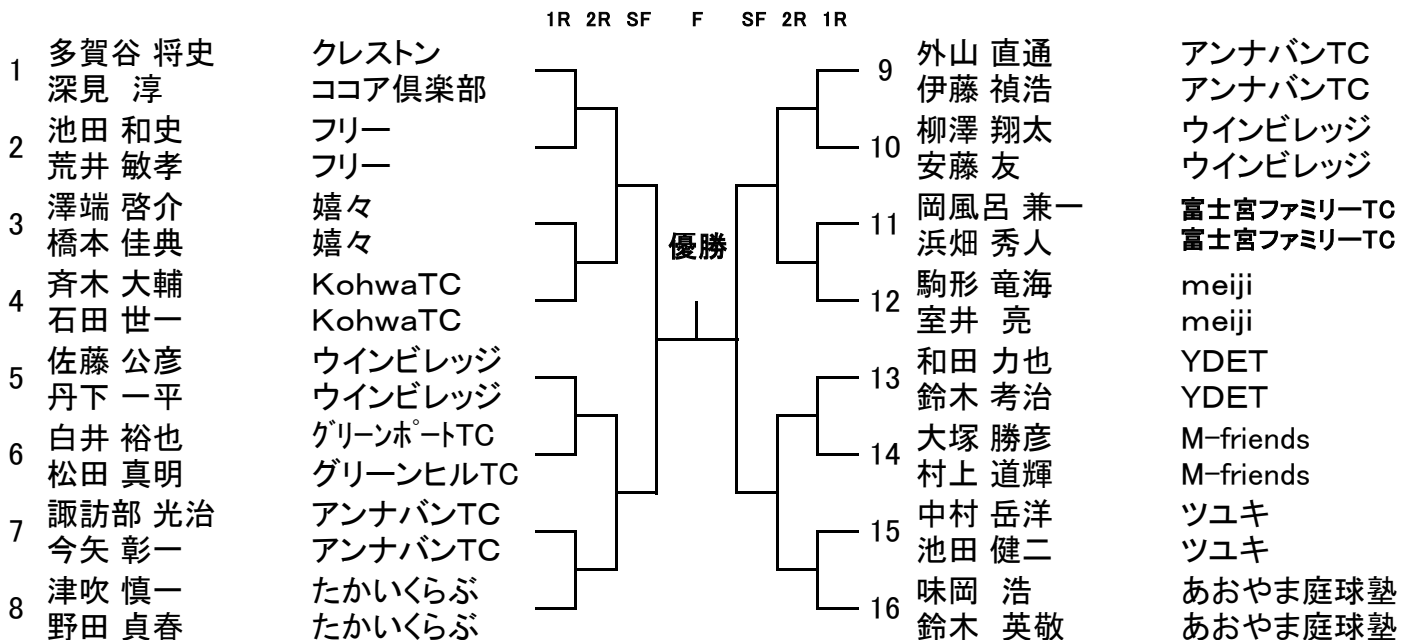 1R 2R SF F SF 2R 1R
1 多賀谷 将史 クレストン
深見 淳 ココア倶楽部
2 池田 和史 フリー
荒井 敏孝 フリー
3 澤端 啓介 嬉々
橋本 佳典 嬉々
4 斉木 大輔 KohwaTC
石田 世一 KohwaTC
5 佐藤 公彦 ウインビレッジ
丹下 一平 ウインビレッジ
6 白井 裕也 グリーンポートTC
松田 真明 グリーンヒルTC
7 諏訪部 光治 アンナバンTC
今矢 彰一 アンナバンTC
8 津吹 慎一 たかいくらぶ
野田 貞春 たかいくらぶ
優勝
9 外山 直通 アンナバンTC
伊藤 禎浩 アンナバンTC
10 柳澤 翔太 ウインビレッジ
安藤 友 ウインビレッジ
11 岡風呂 兼一 富士宮ファミリーTC
浜畑 秀人 富士宮ファミリーTC
12 駒形 竜海 meiji
室井 亮 meiji
13 和田 力也 YDET
鈴木 考治 YDET
14 大塚 勝彦 M-friends
村上 道輝 M-friends
15 中村 岳洋 ツユキ
池田 健二 ツユキ
16 味岡 浩 あおやま庭球塾
鈴木 英敬 あおやま庭球塾